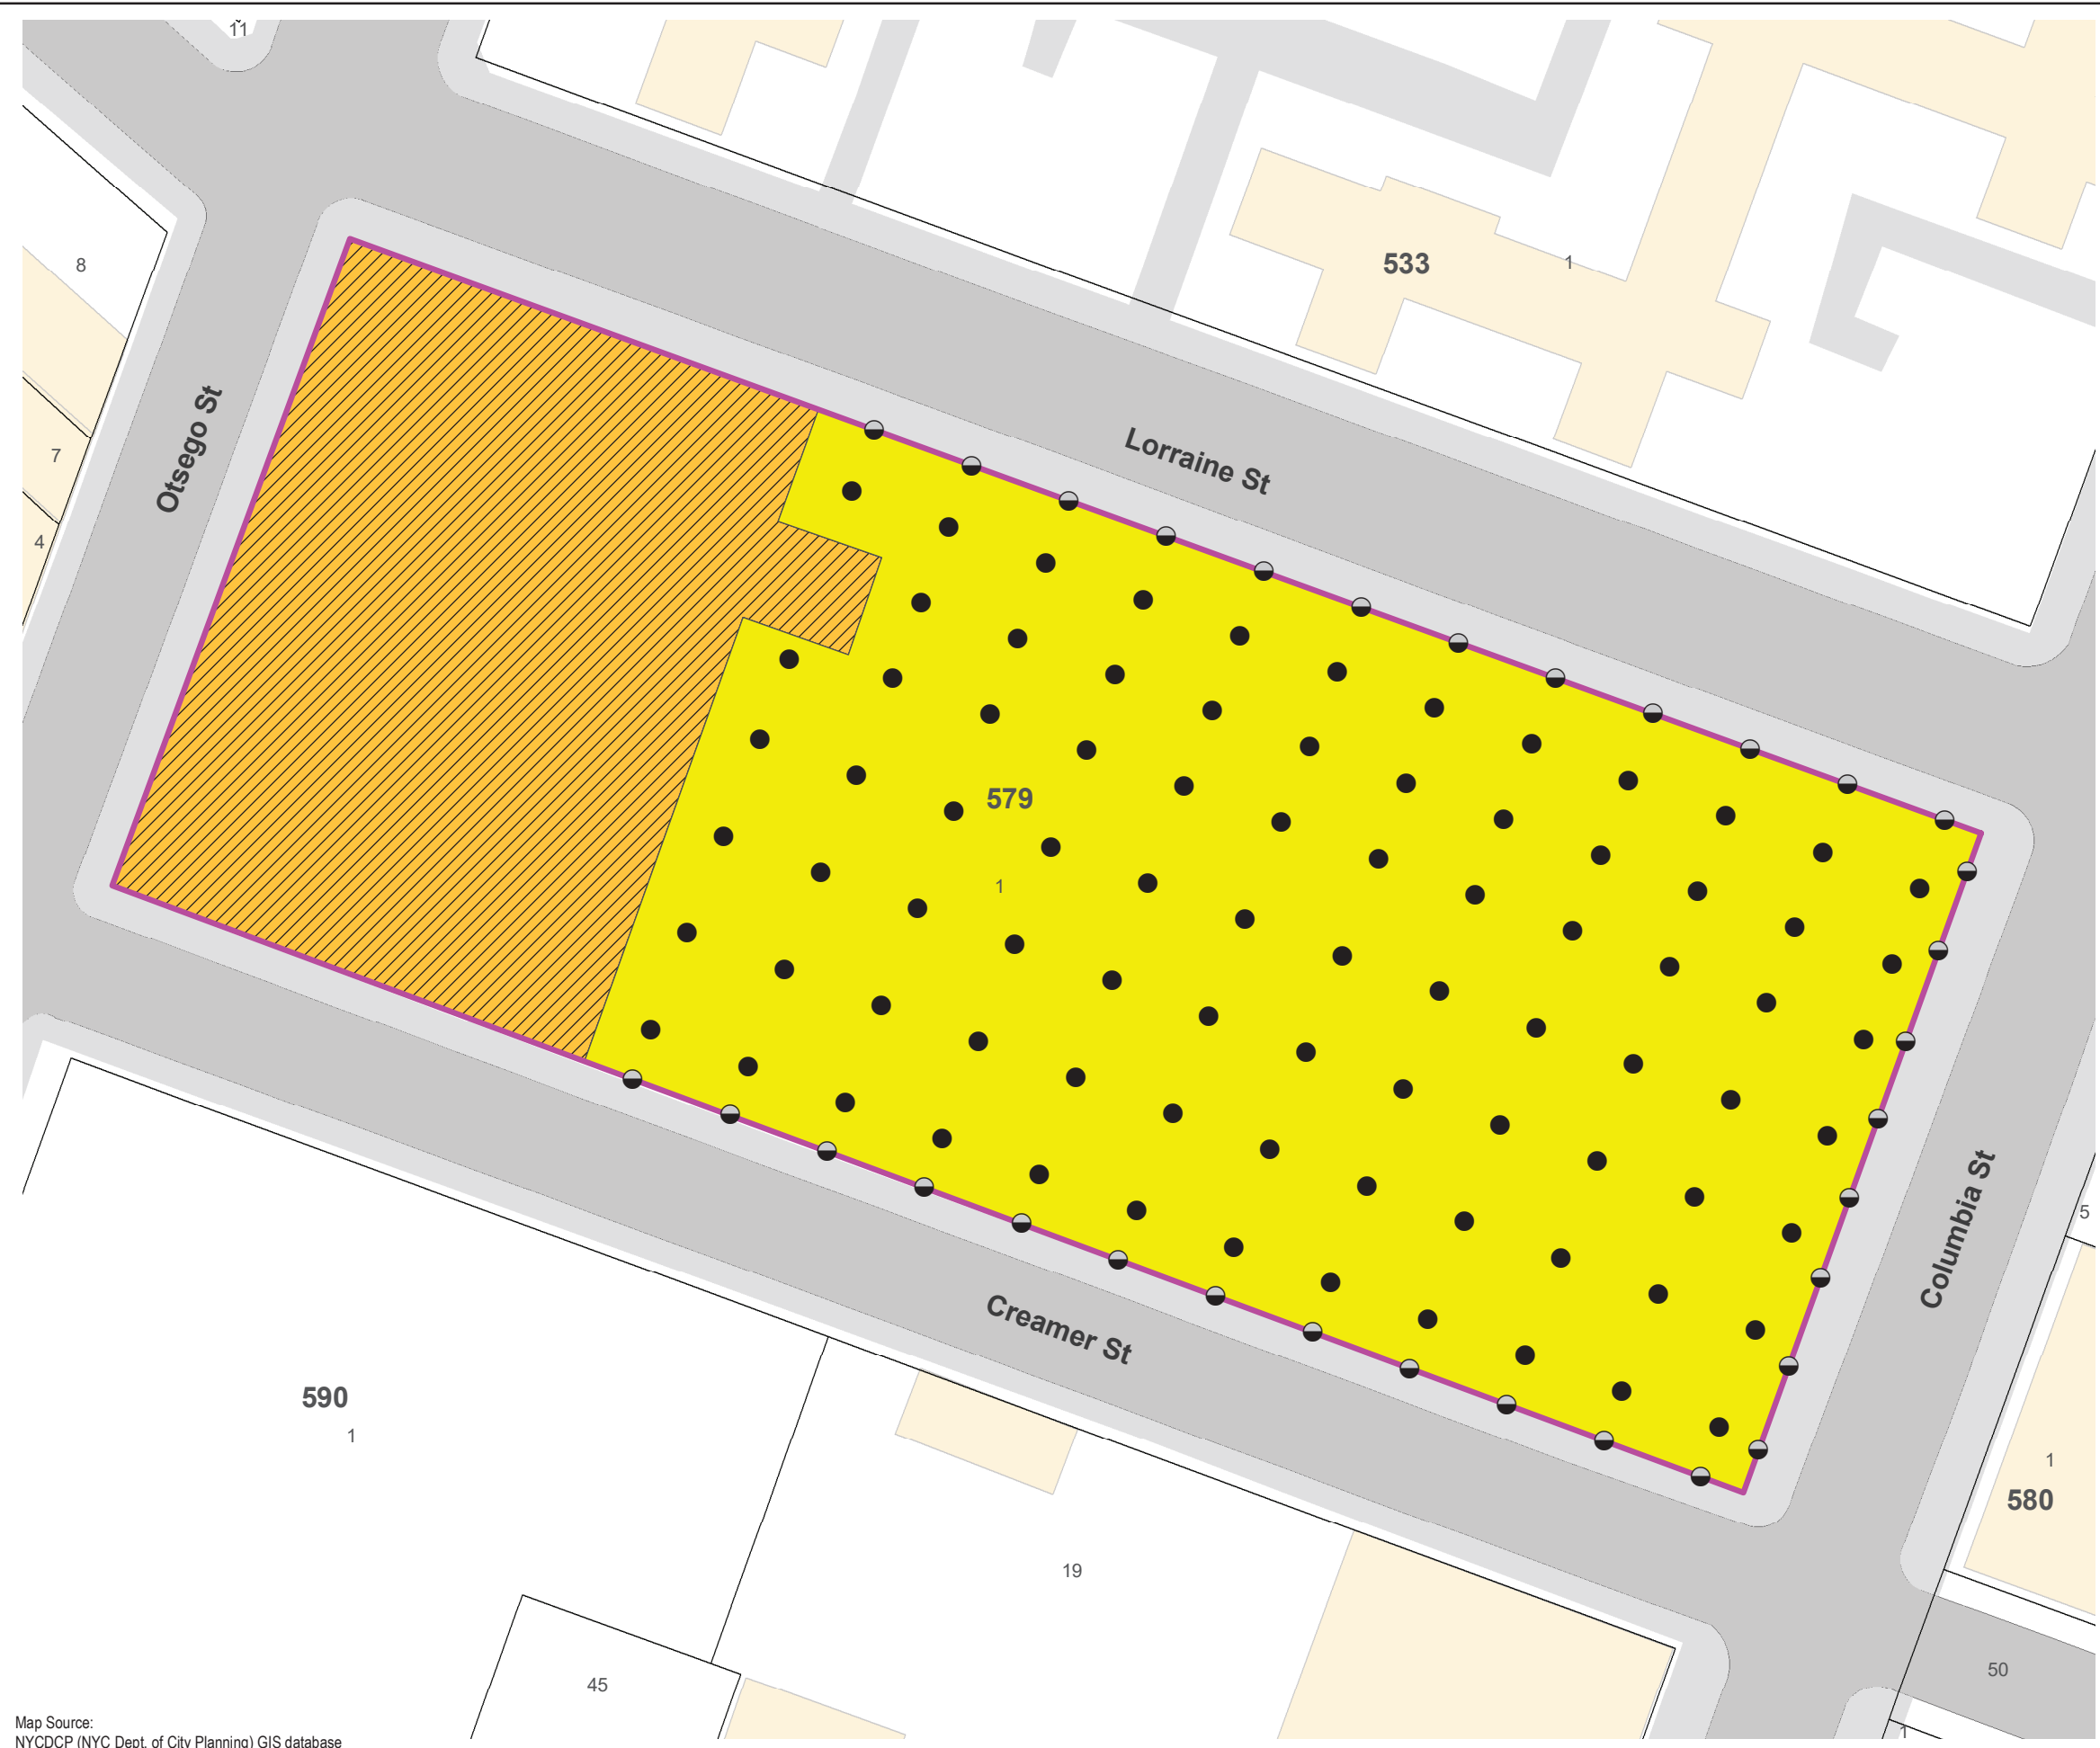 11
8
533
1
Otsego St
Lorraine St
7
4
579
1
Columbia St
5
Creamer St
590
1
1
580
19
50
45
1
Map Source:
NYCDCP (NYC Dept. of City Planning) GIS database